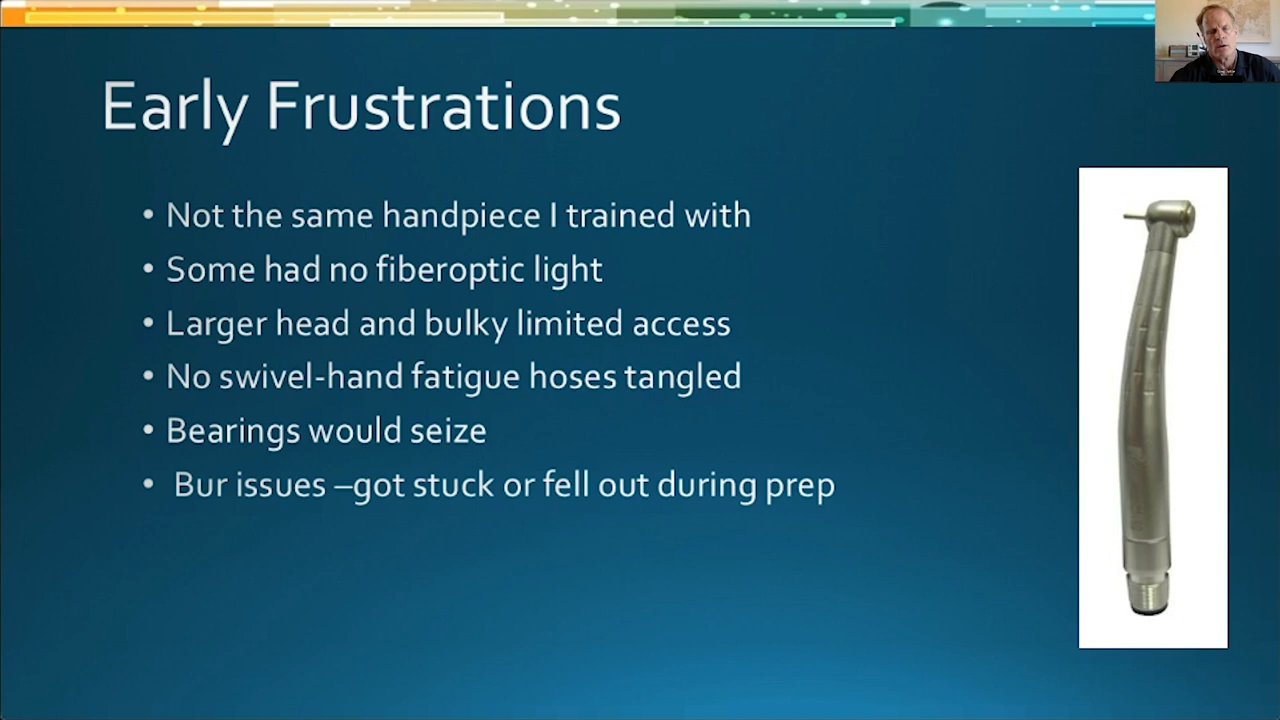 Early Frustrations
• Not the same handpiece I trained with
• Some had no fiberoptic light
• Larger head and bulky limited access
• No swivel-hand fatigue hoses tangled
• Bearings would seize
• Bur issues –got stuck or fell out during prep